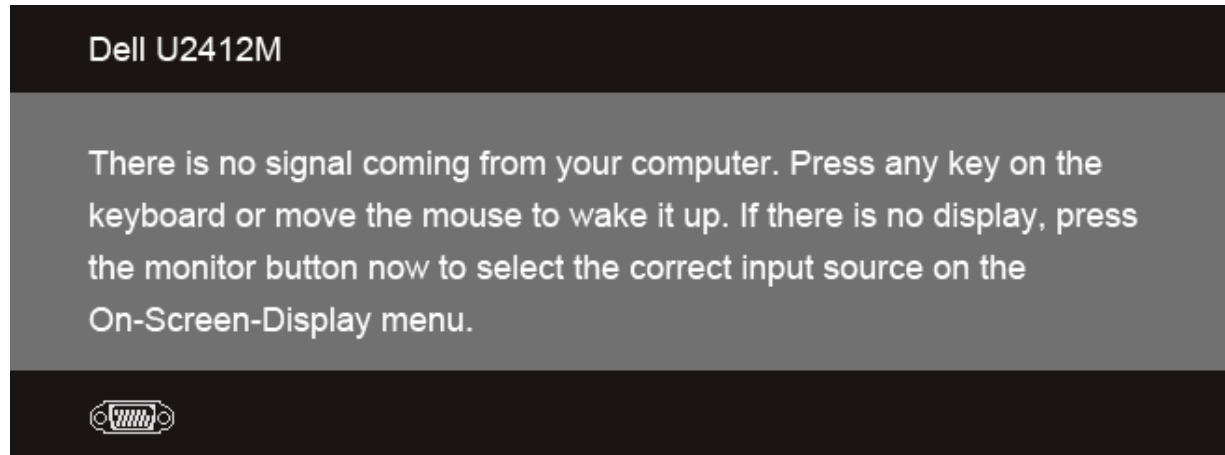 Dell U2412M
There is no signal coming from your computer. Press any key on the
keyboard or move the mouse to wake it up. If there is no display, press
the monitor button now to select the correct input source on the
On-Screen-Display menu.